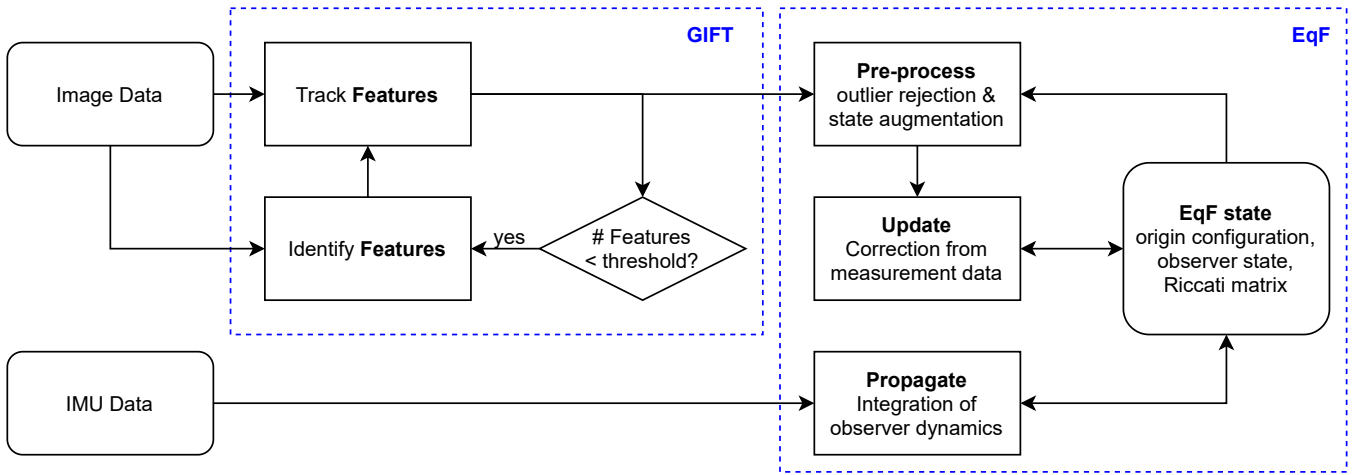 GIFT
EqF
Image Data
Track Features
Pre-process
outlier rejection &
state augmentation
Identify Features
yes
# Features
< threshold?
Update
Correction from
measurement data
EqF state
origin configuration,
observer state,
Riccati matrix
IMU Data
Propagate
Integration of
observer dynamics